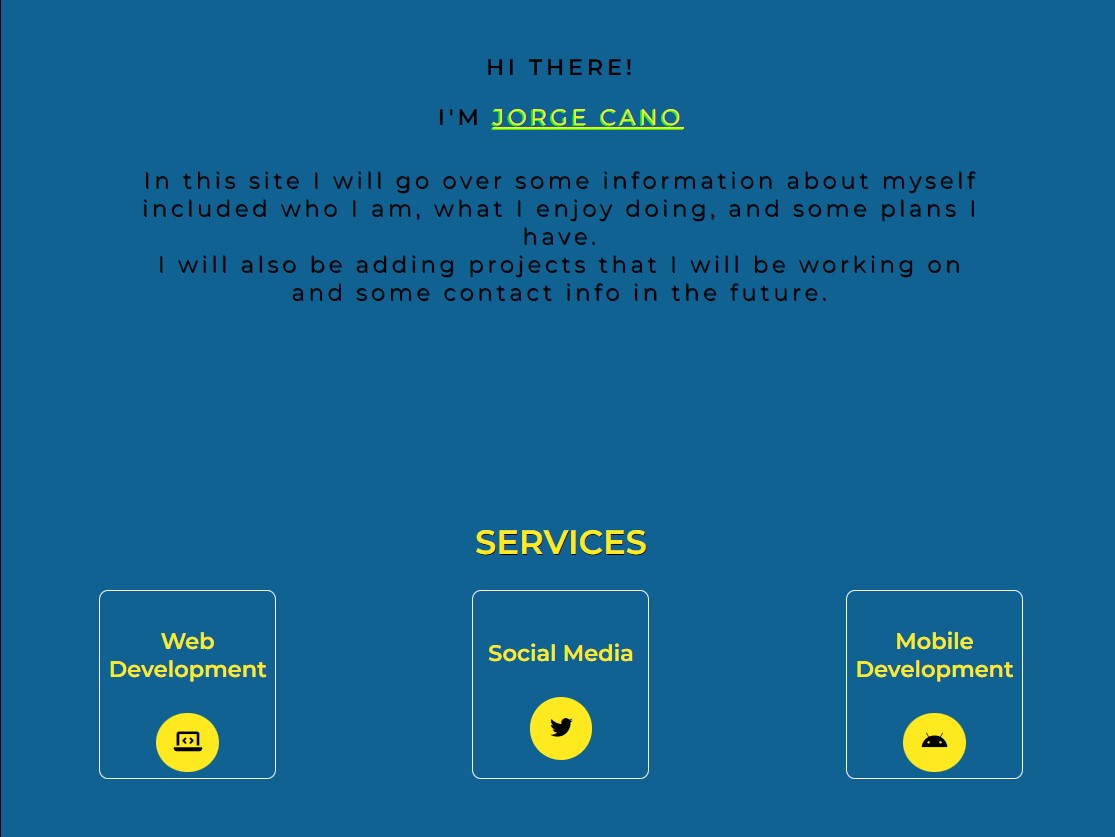 HI THERE!
I'M JORGE CANO
In this site I will go over some information about myself
included who I am, what I enjoy doing, and some plans I
have.
I will also be adding projects that I will be working on
and some contact info in the future.
SERVICES
Web
Development
Social Media
Mobile
Development